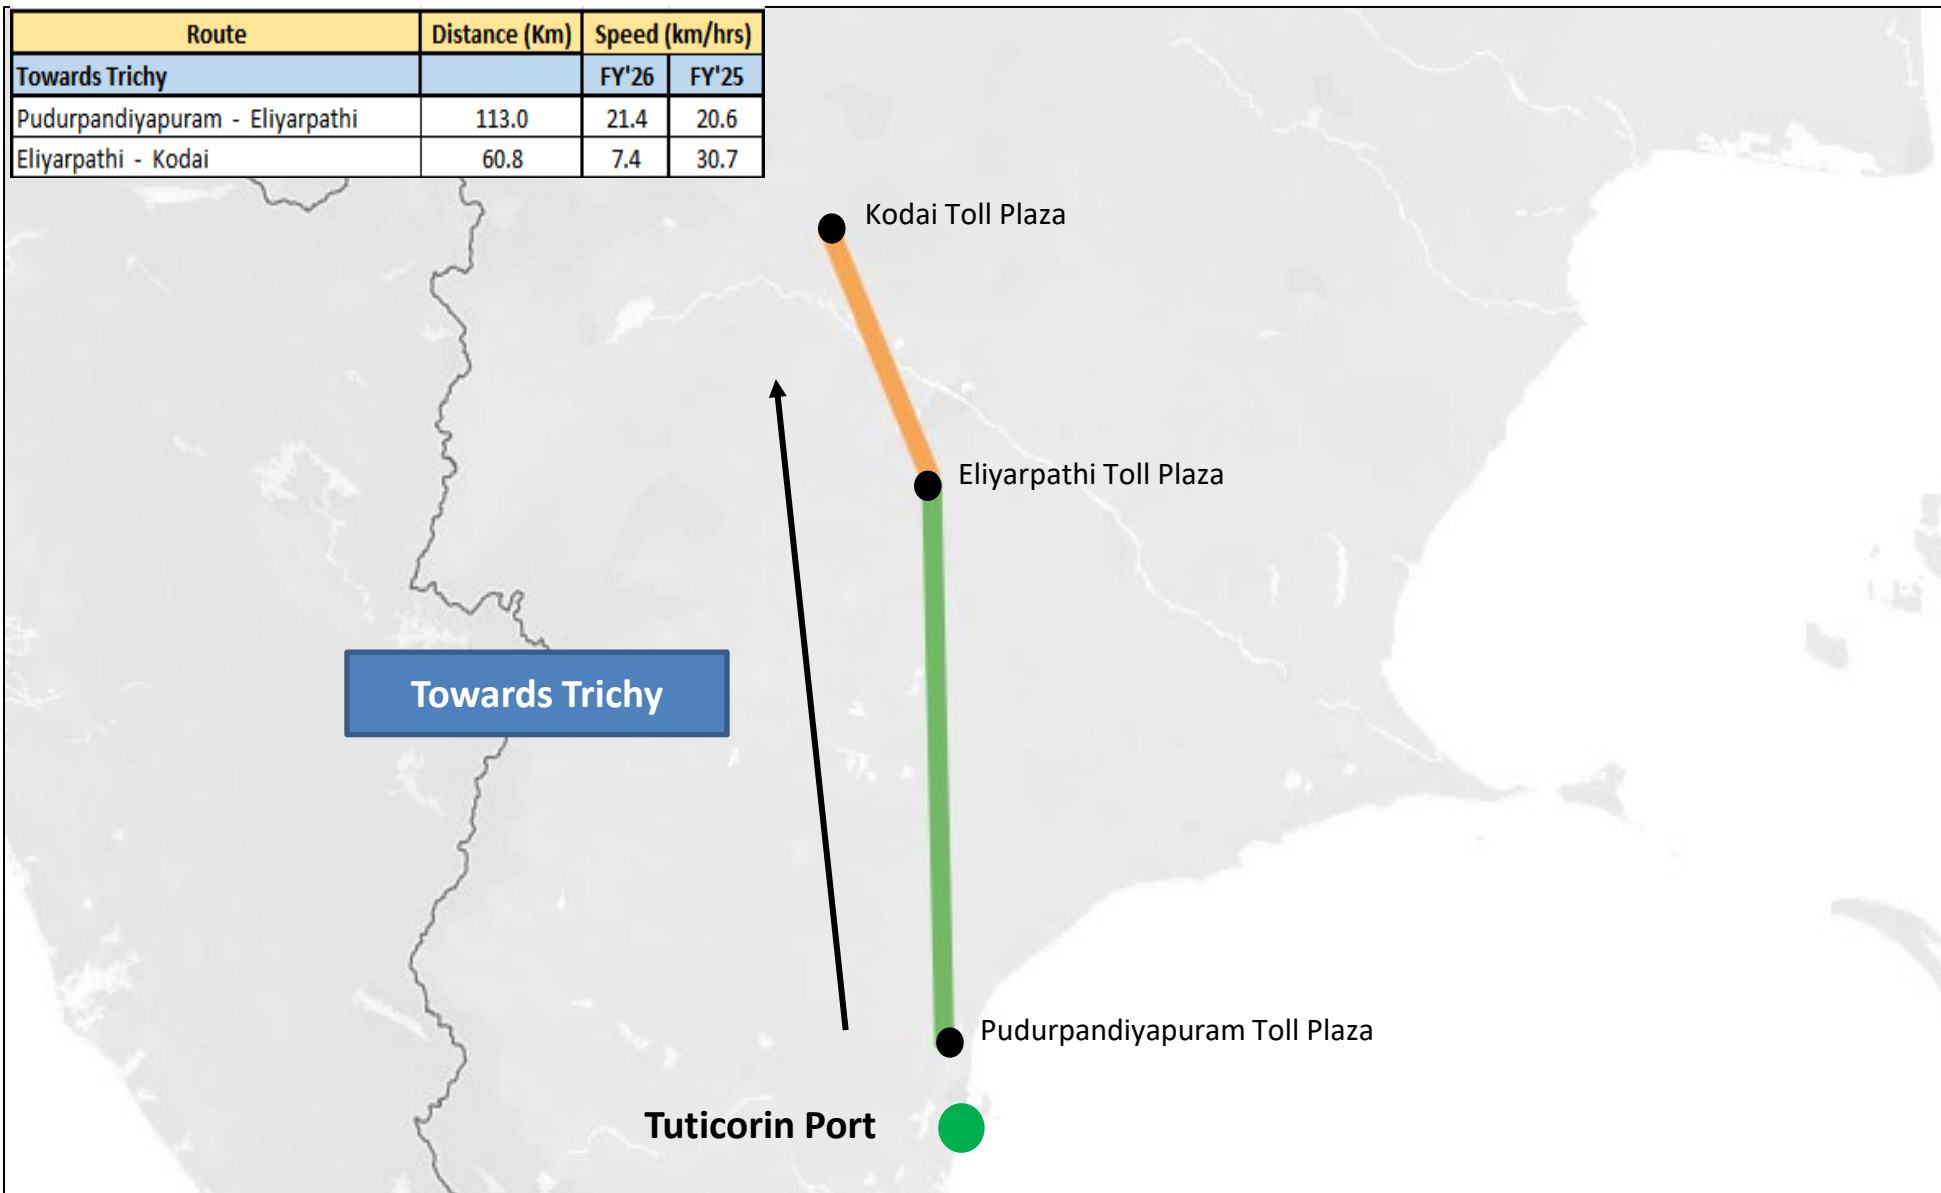 Route Distance (Km) Speed (km/hrs)
Towards Trichy FY'26 FY'25
Pudurpandiyapuram - Eliyarpathi 113.0 21.4 20.6
Eliyarpathi - Kodai 60.8 7.4 30.7
Kodai Toll Plaza
Eliyarpathi Toll Plaza
Towards Trichy
Pudurpandiyapuram Toll Plaza
Tuticorin Port